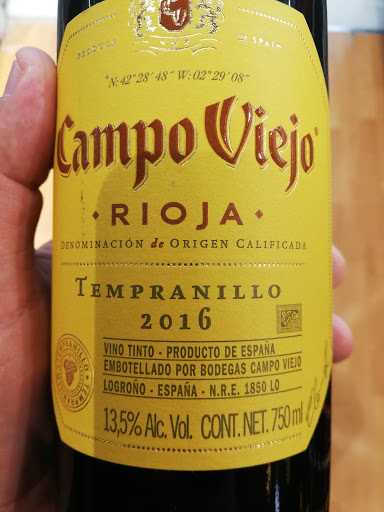 PRODUCE OF SPAIN
N: 42° 28' 48" W: 02° 29' 08"
Campo Viejo
· RIOJA ·
DENOMINACIÓN de ORIGEN CALIFICADA
TEMPRANILLO
2016
VINO TINTO - PRODUCTO DE ESPAÑA
EMBOTELLADO POR BODEGAS CAMPO VIEJO
LOGROÑO - ESPAÑA - N.R.E. 1850 LO
13,5% Alc. Vol. CONT. NET. 750 ml
TEMPRANILLO